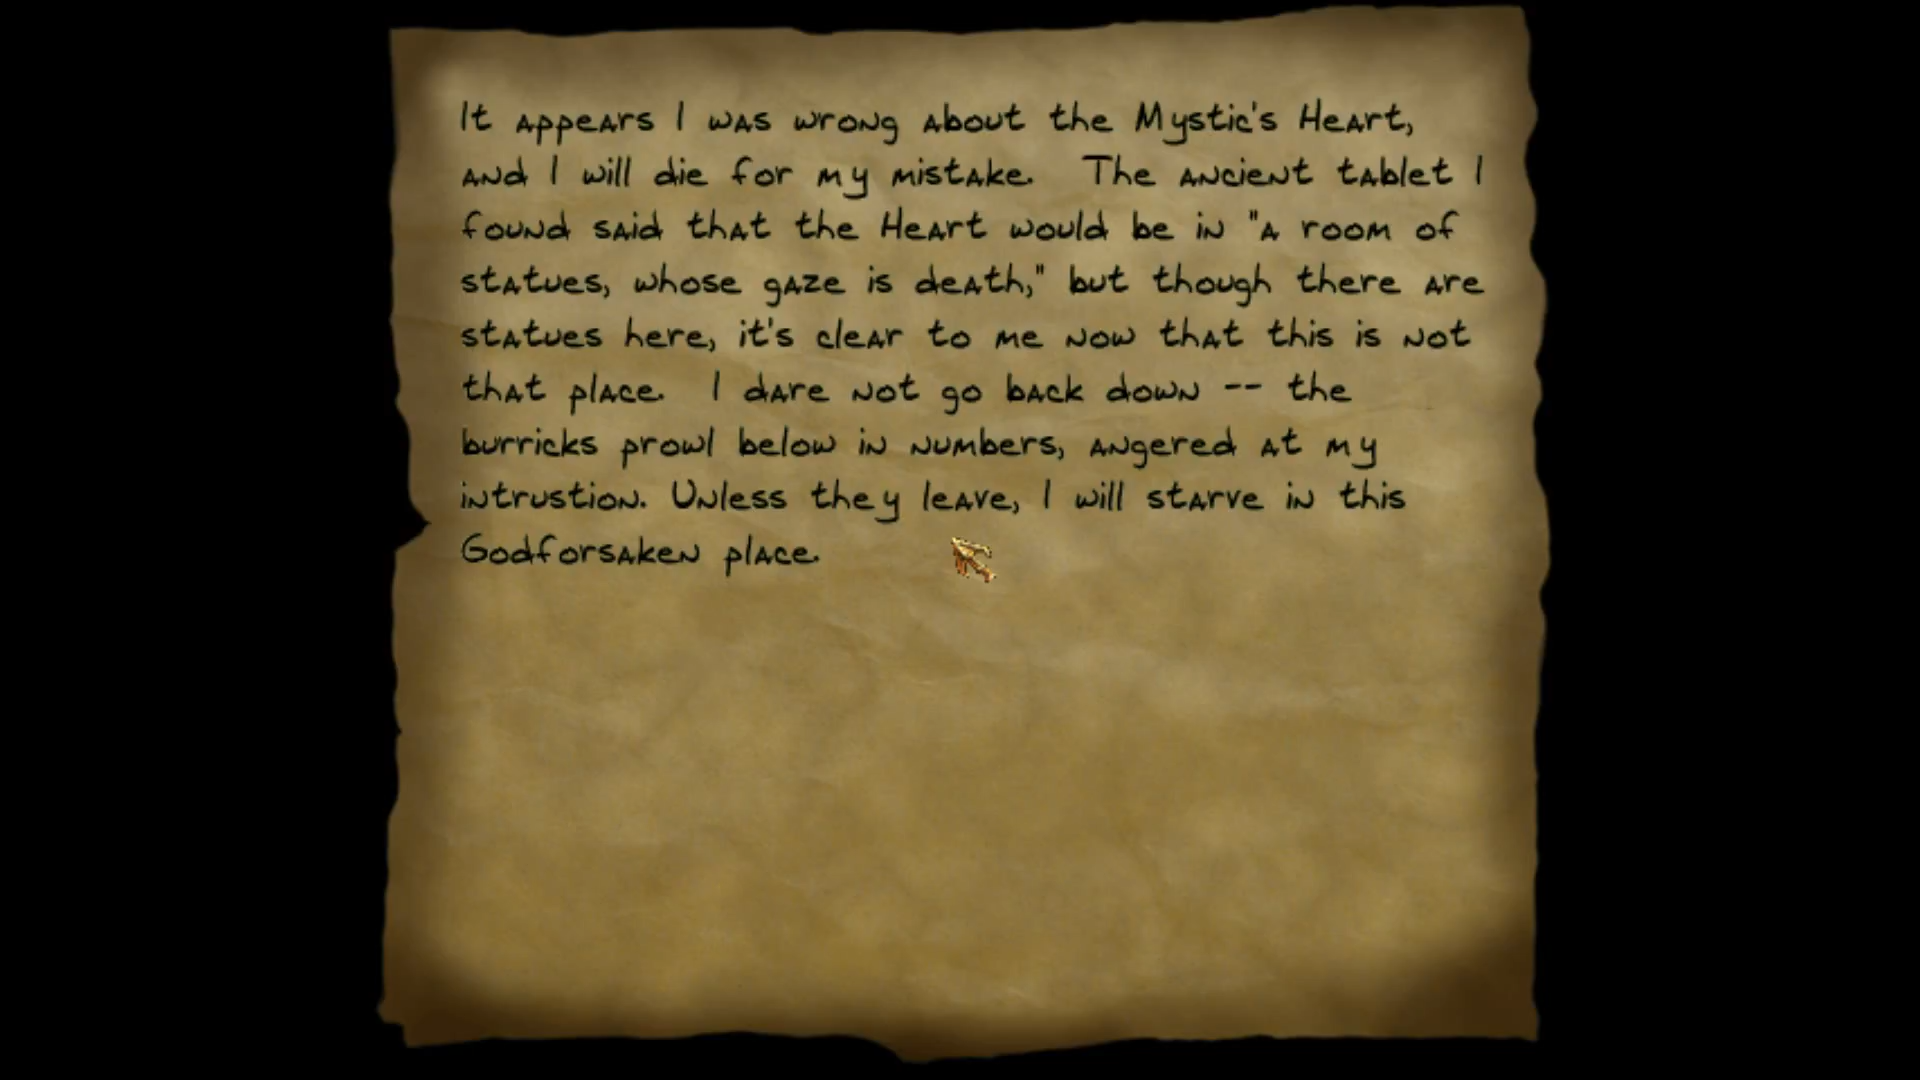 It appears I was wrong about the Mystic's Heart,
and I will die for my mistake.  The ancient tablet I
found said that the Heart would be in "a room of
statues, whose gaze is death," but though there are
statues here, it's clear to me now that this is not
that place.  I dare not go back down -- the
burricks prowl below in numbers, angered at my
intrustion. Unless they leave, I will starve in this
Godforsaken place.